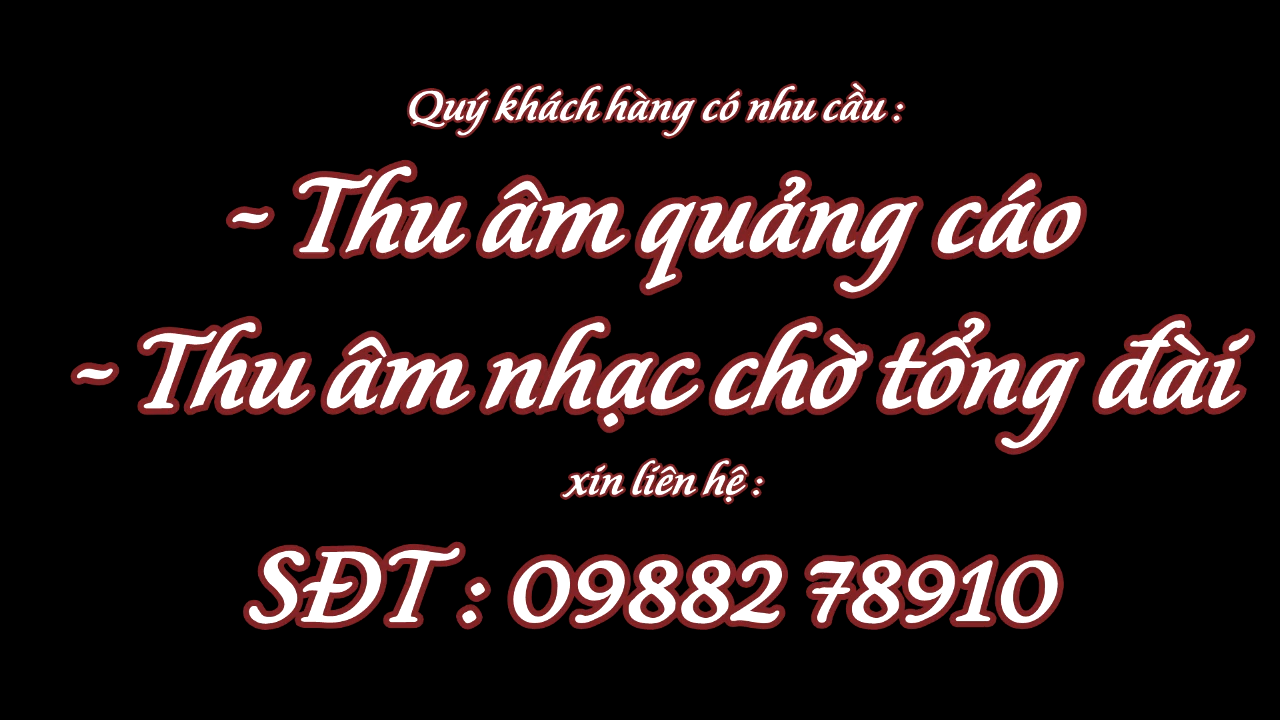 Quý khách hàng có nhu cầu :
~ Thu âm quảng cáo
~ Thu âm nhạc chờ tổng đài
xin liên hệ :
SĐT : 09882 78910